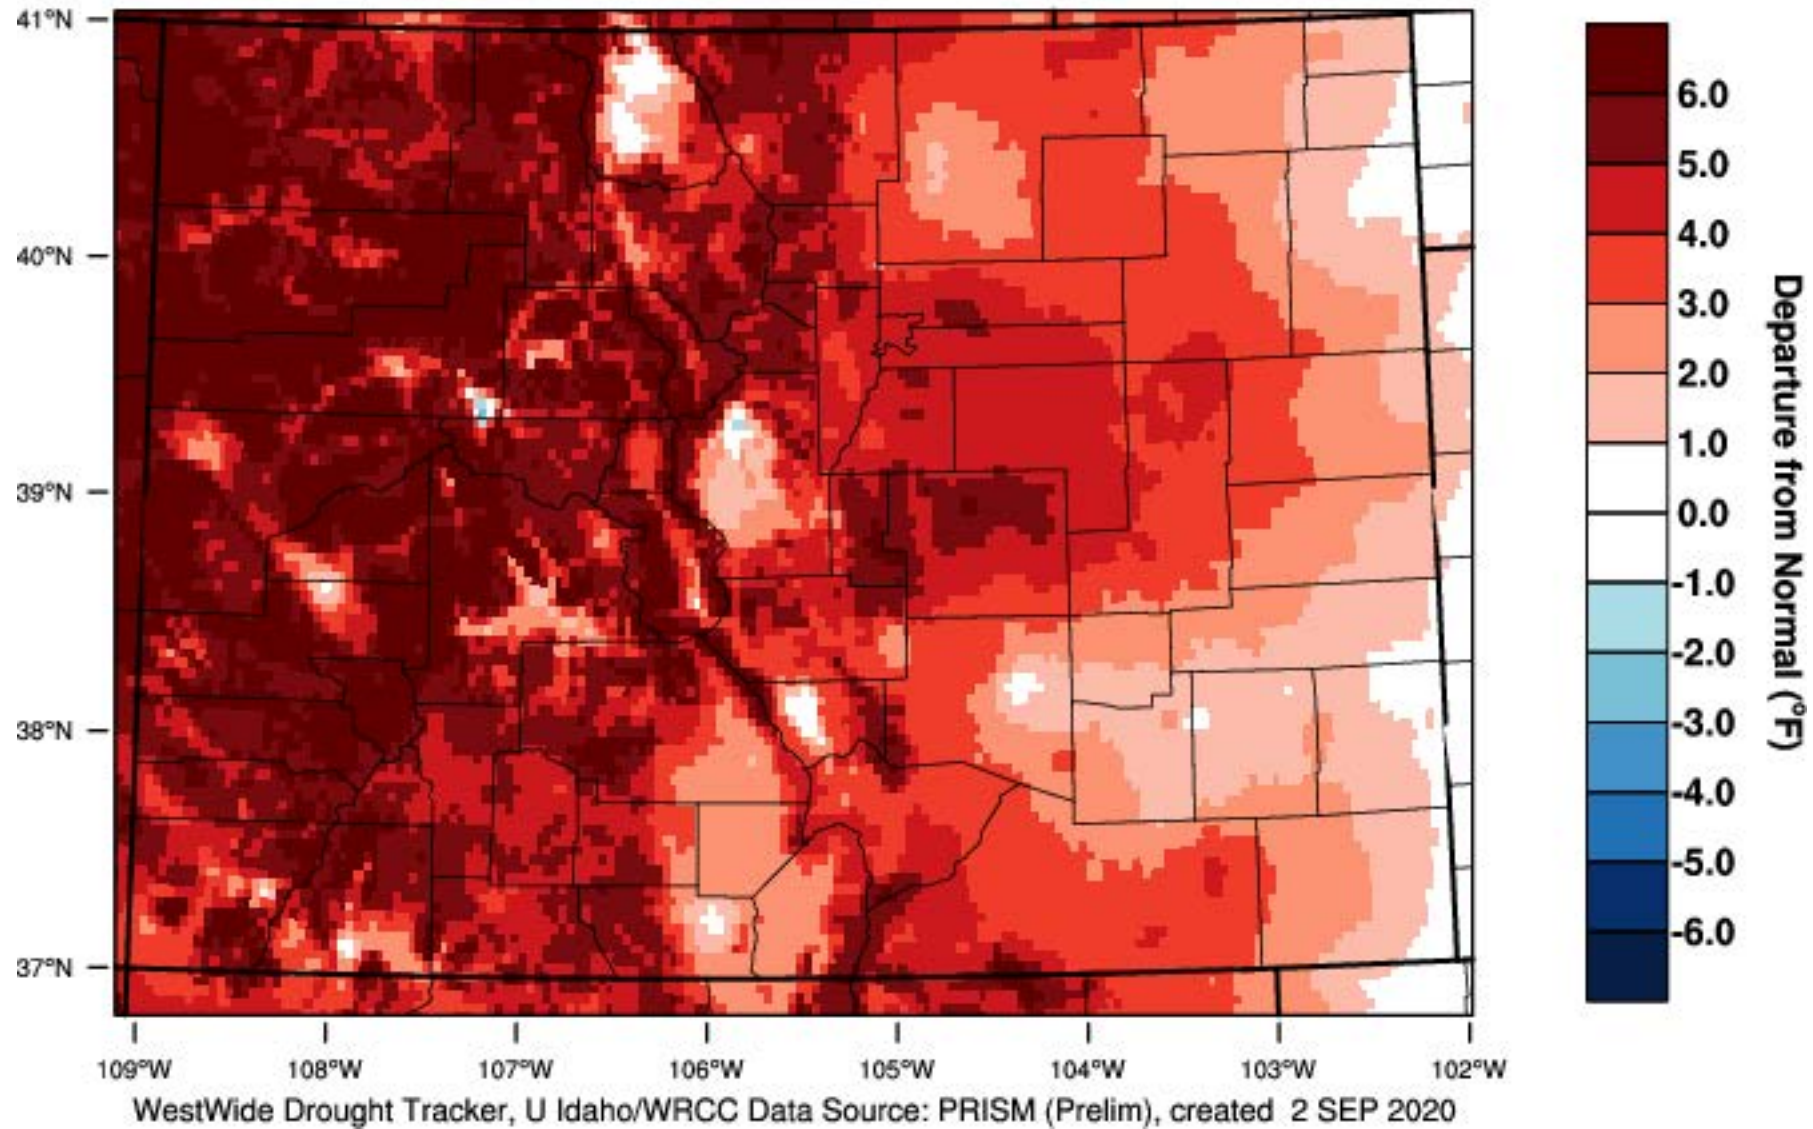 41°N
40°N
39°N
38°N
37°N
109°W 108°W 107°W 106°W 105°W 104°W 103°W 102°W
WestWide Drought Tracker, U Idaho/WRCC Data Source: PRISM (Prelim), created 2 SEP 2020
6.0
5.0
4.0
3.0
2.0
1.0
0.0
-1.0
-2.0
-3.0
-4.0
-5.0
-6.0
Departure from Normal (°F)